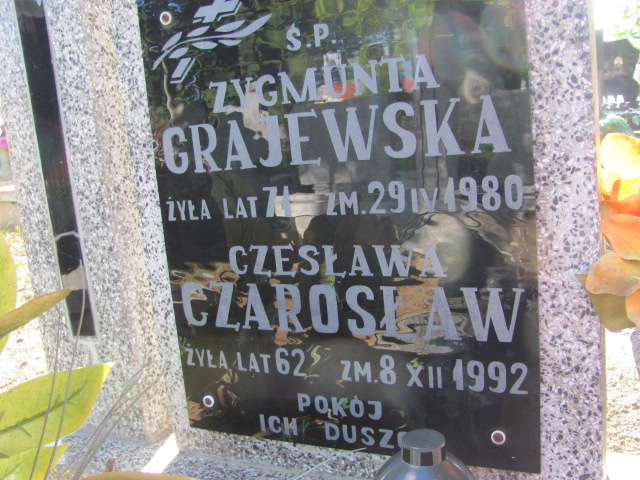 Ś.P.
ZYGMUNTA
GRAJEWSKA
ŻYŁA LAT 71 ZM. 29 IV 1980
CZESŁAWA
CZAROSŁAW
ŻYŁA LAT 62 ZM. 8 XII 1992
POKÓJ
ICH DUSZO